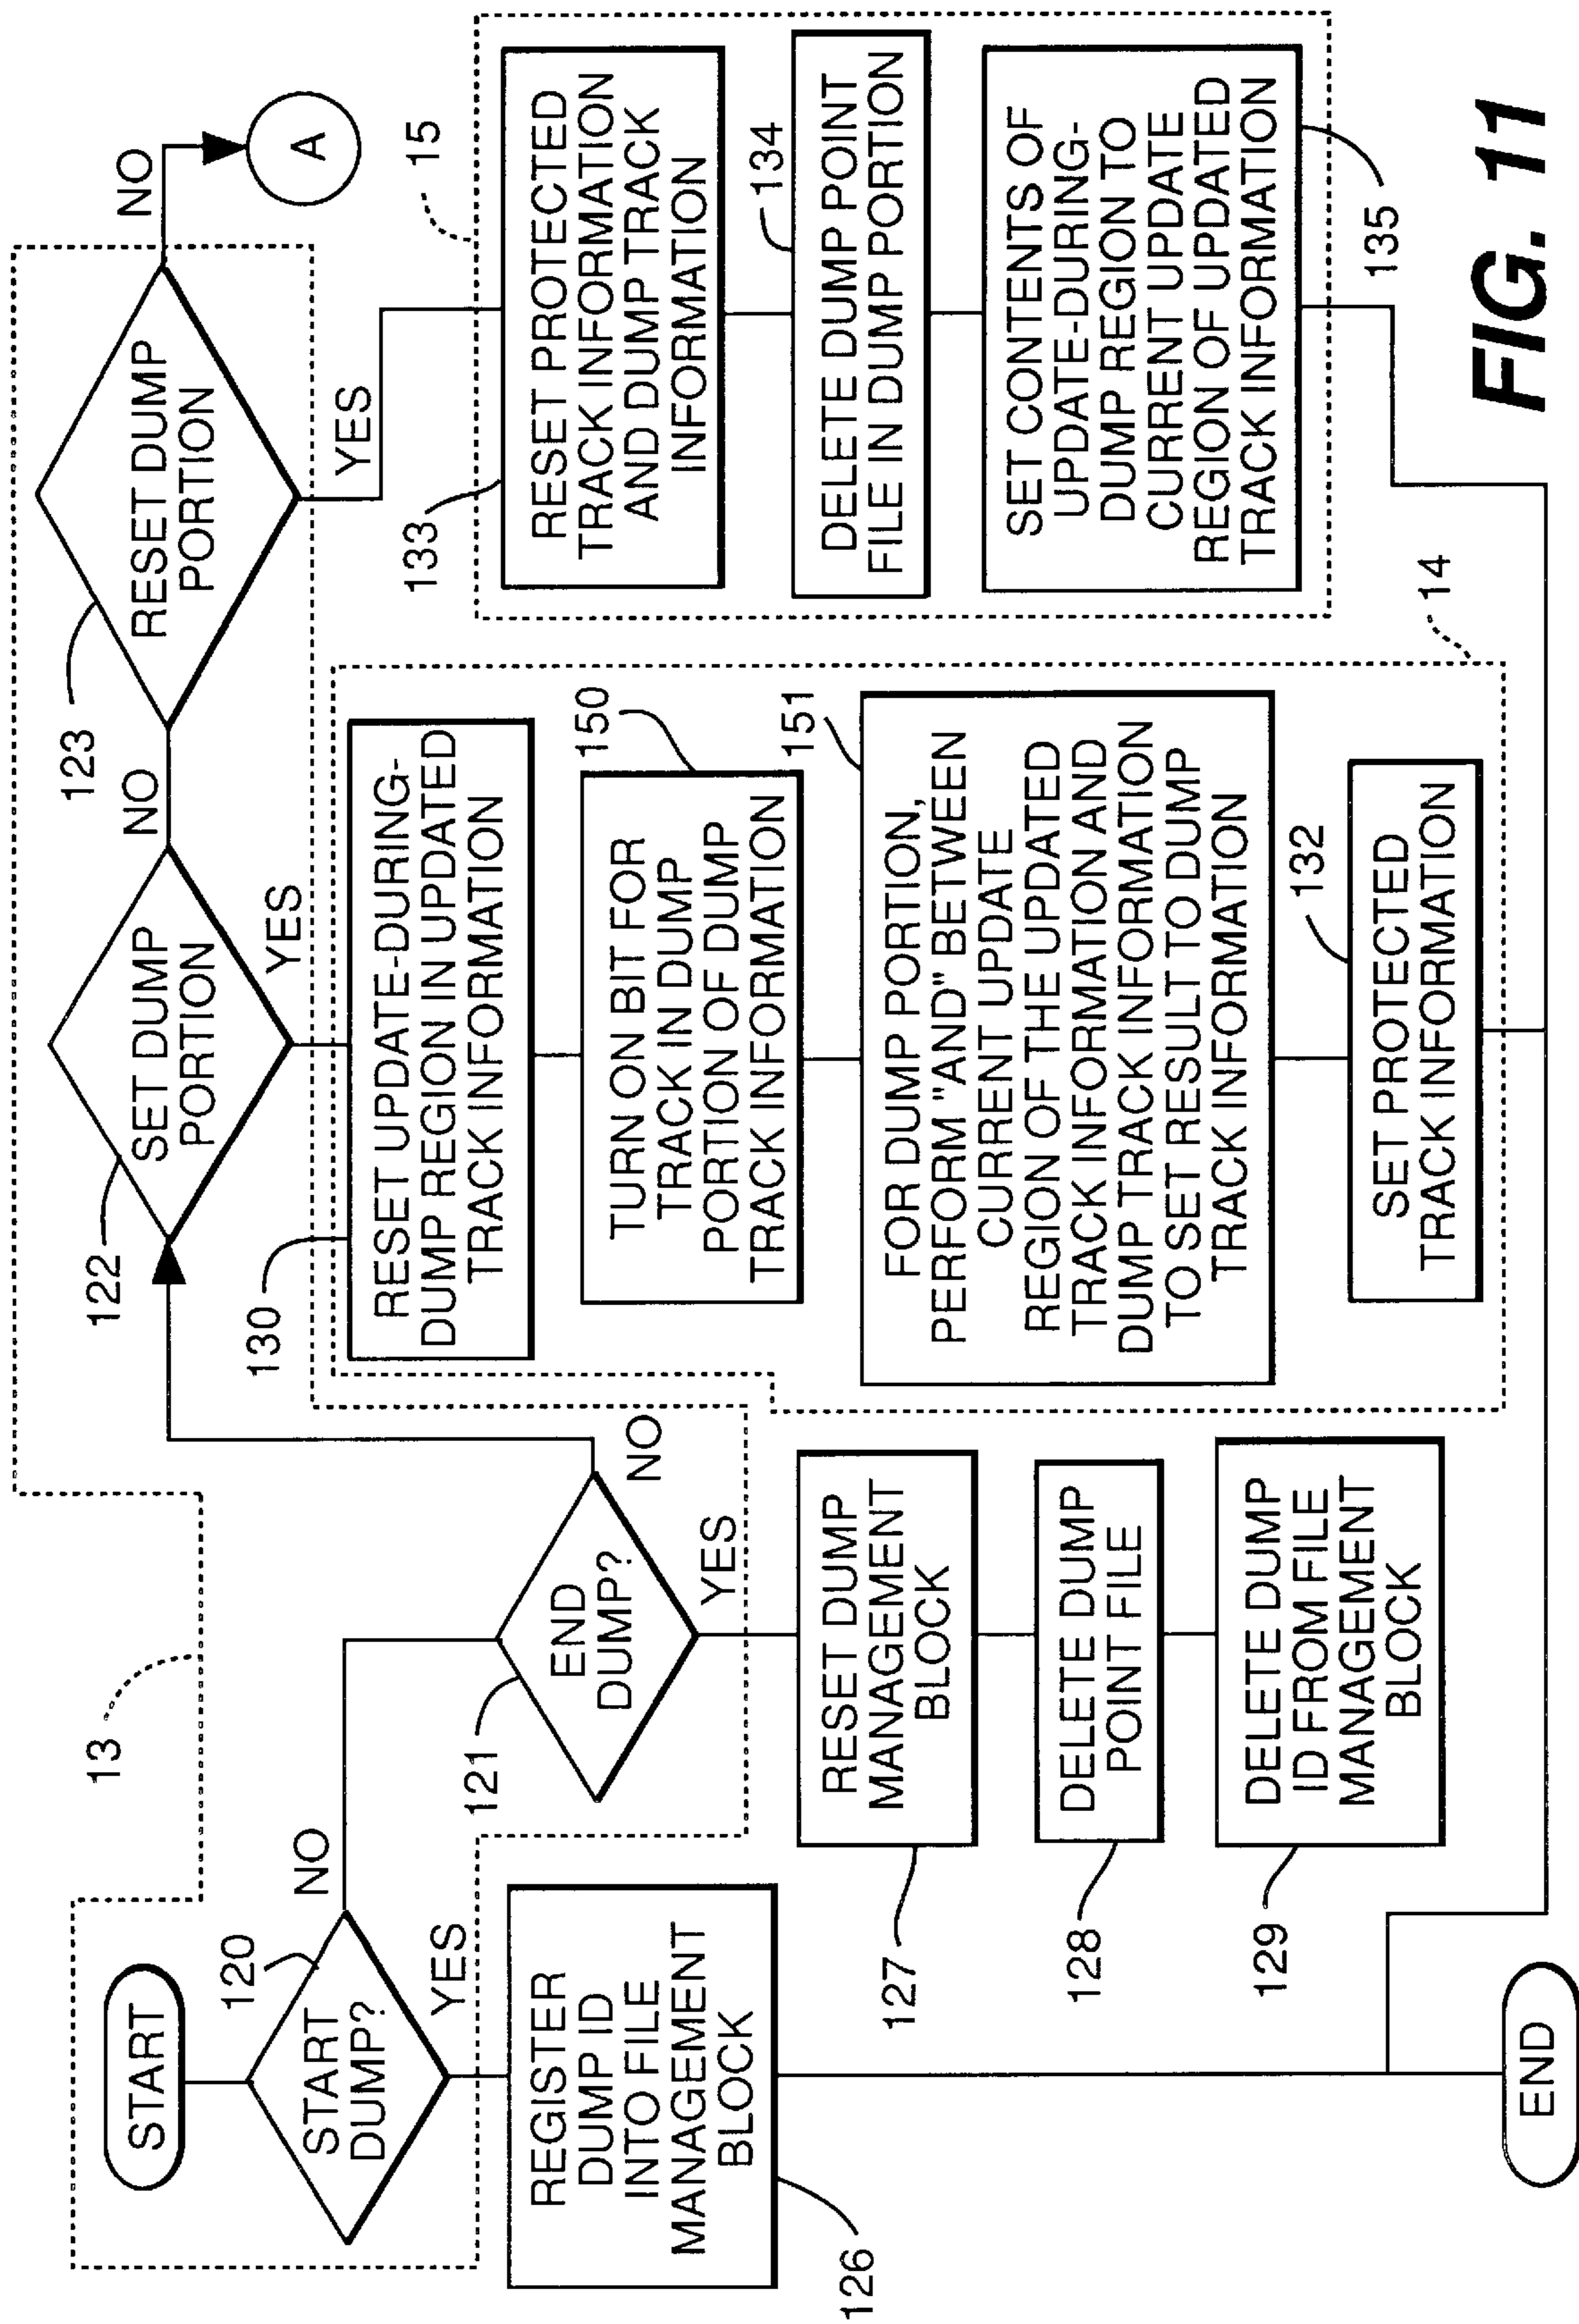 START
120
START
DUMP?
NO
YES
REGISTER
DUMP ID
INTO FILE
MANAGEMENT
BLOCK
126
13
121
END
DUMP?
NO
YES
RESET DUMP
MANAGEMENT
BLOCK
127
DELETE DUMP
POINT FILE
128
DELETE DUMP
ID FROM FILE
MANAGEMENT
BLOCK
129
END
122
SET DUMP
PORTION
NO
YES
130
RESET UPDATE-DURING-
DUMP REGION IN UPDATED
TRACK INFORMATION
150
TURN ON BIT FOR
TRACK IN DUMP
PORTION OF DUMP
TRACK INFORMATION
151
FOR DUMP PORTION,
PERFORM "AND" BETWEEN
CURRENT UPDATE
REGION OF THE UPDATED
TRACK INFORMATION AND
DUMP TRACK INFORMATION
TO SET RESULT TO DUMP
TRACK INFORMATION
132
SET PROTECTED
TRACK INFORMATION
14
123
RESET DUMP
PORTION
NO
A
YES
15
133
RESET PROTECTED
TRACK INFORMATION
AND DUMP TRACK
INFORMATION
134
DELETE DUMP POINT
FILE IN DUMP PORTION
SET CONTENTS OF
UPDATE-DURING-
DUMP REGION TO
CURRENT UPDATE
REGION OF UPDATED
TRACK INFORMATION
135
FIG. 11